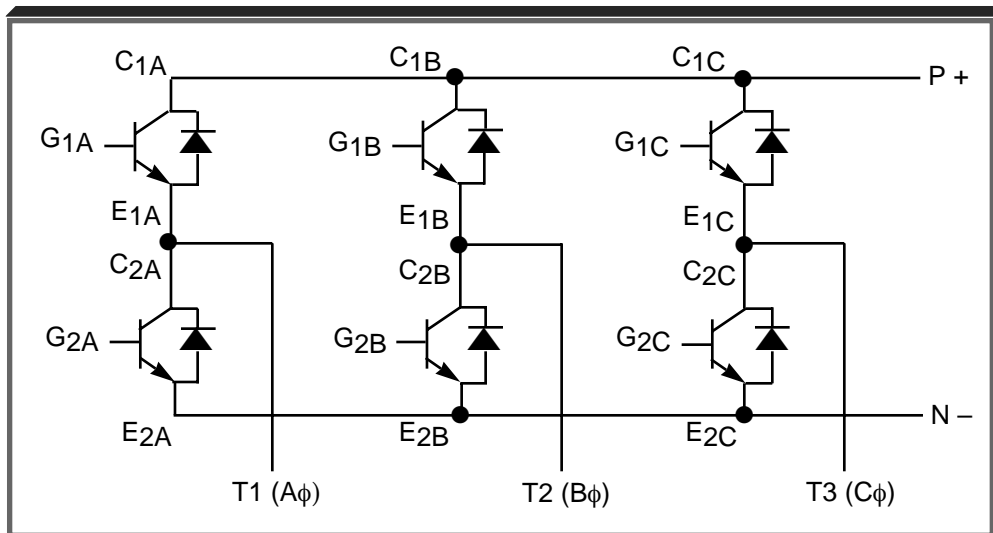 C1A C1B C1C P +
G1A G1B G1C
E1A E1B E1C
C2A C2B C2C
G2A G2B G2C
E2A E2B E2C N –
T1 (Aϕ) T2 (Bϕ) T3 (Cϕ)